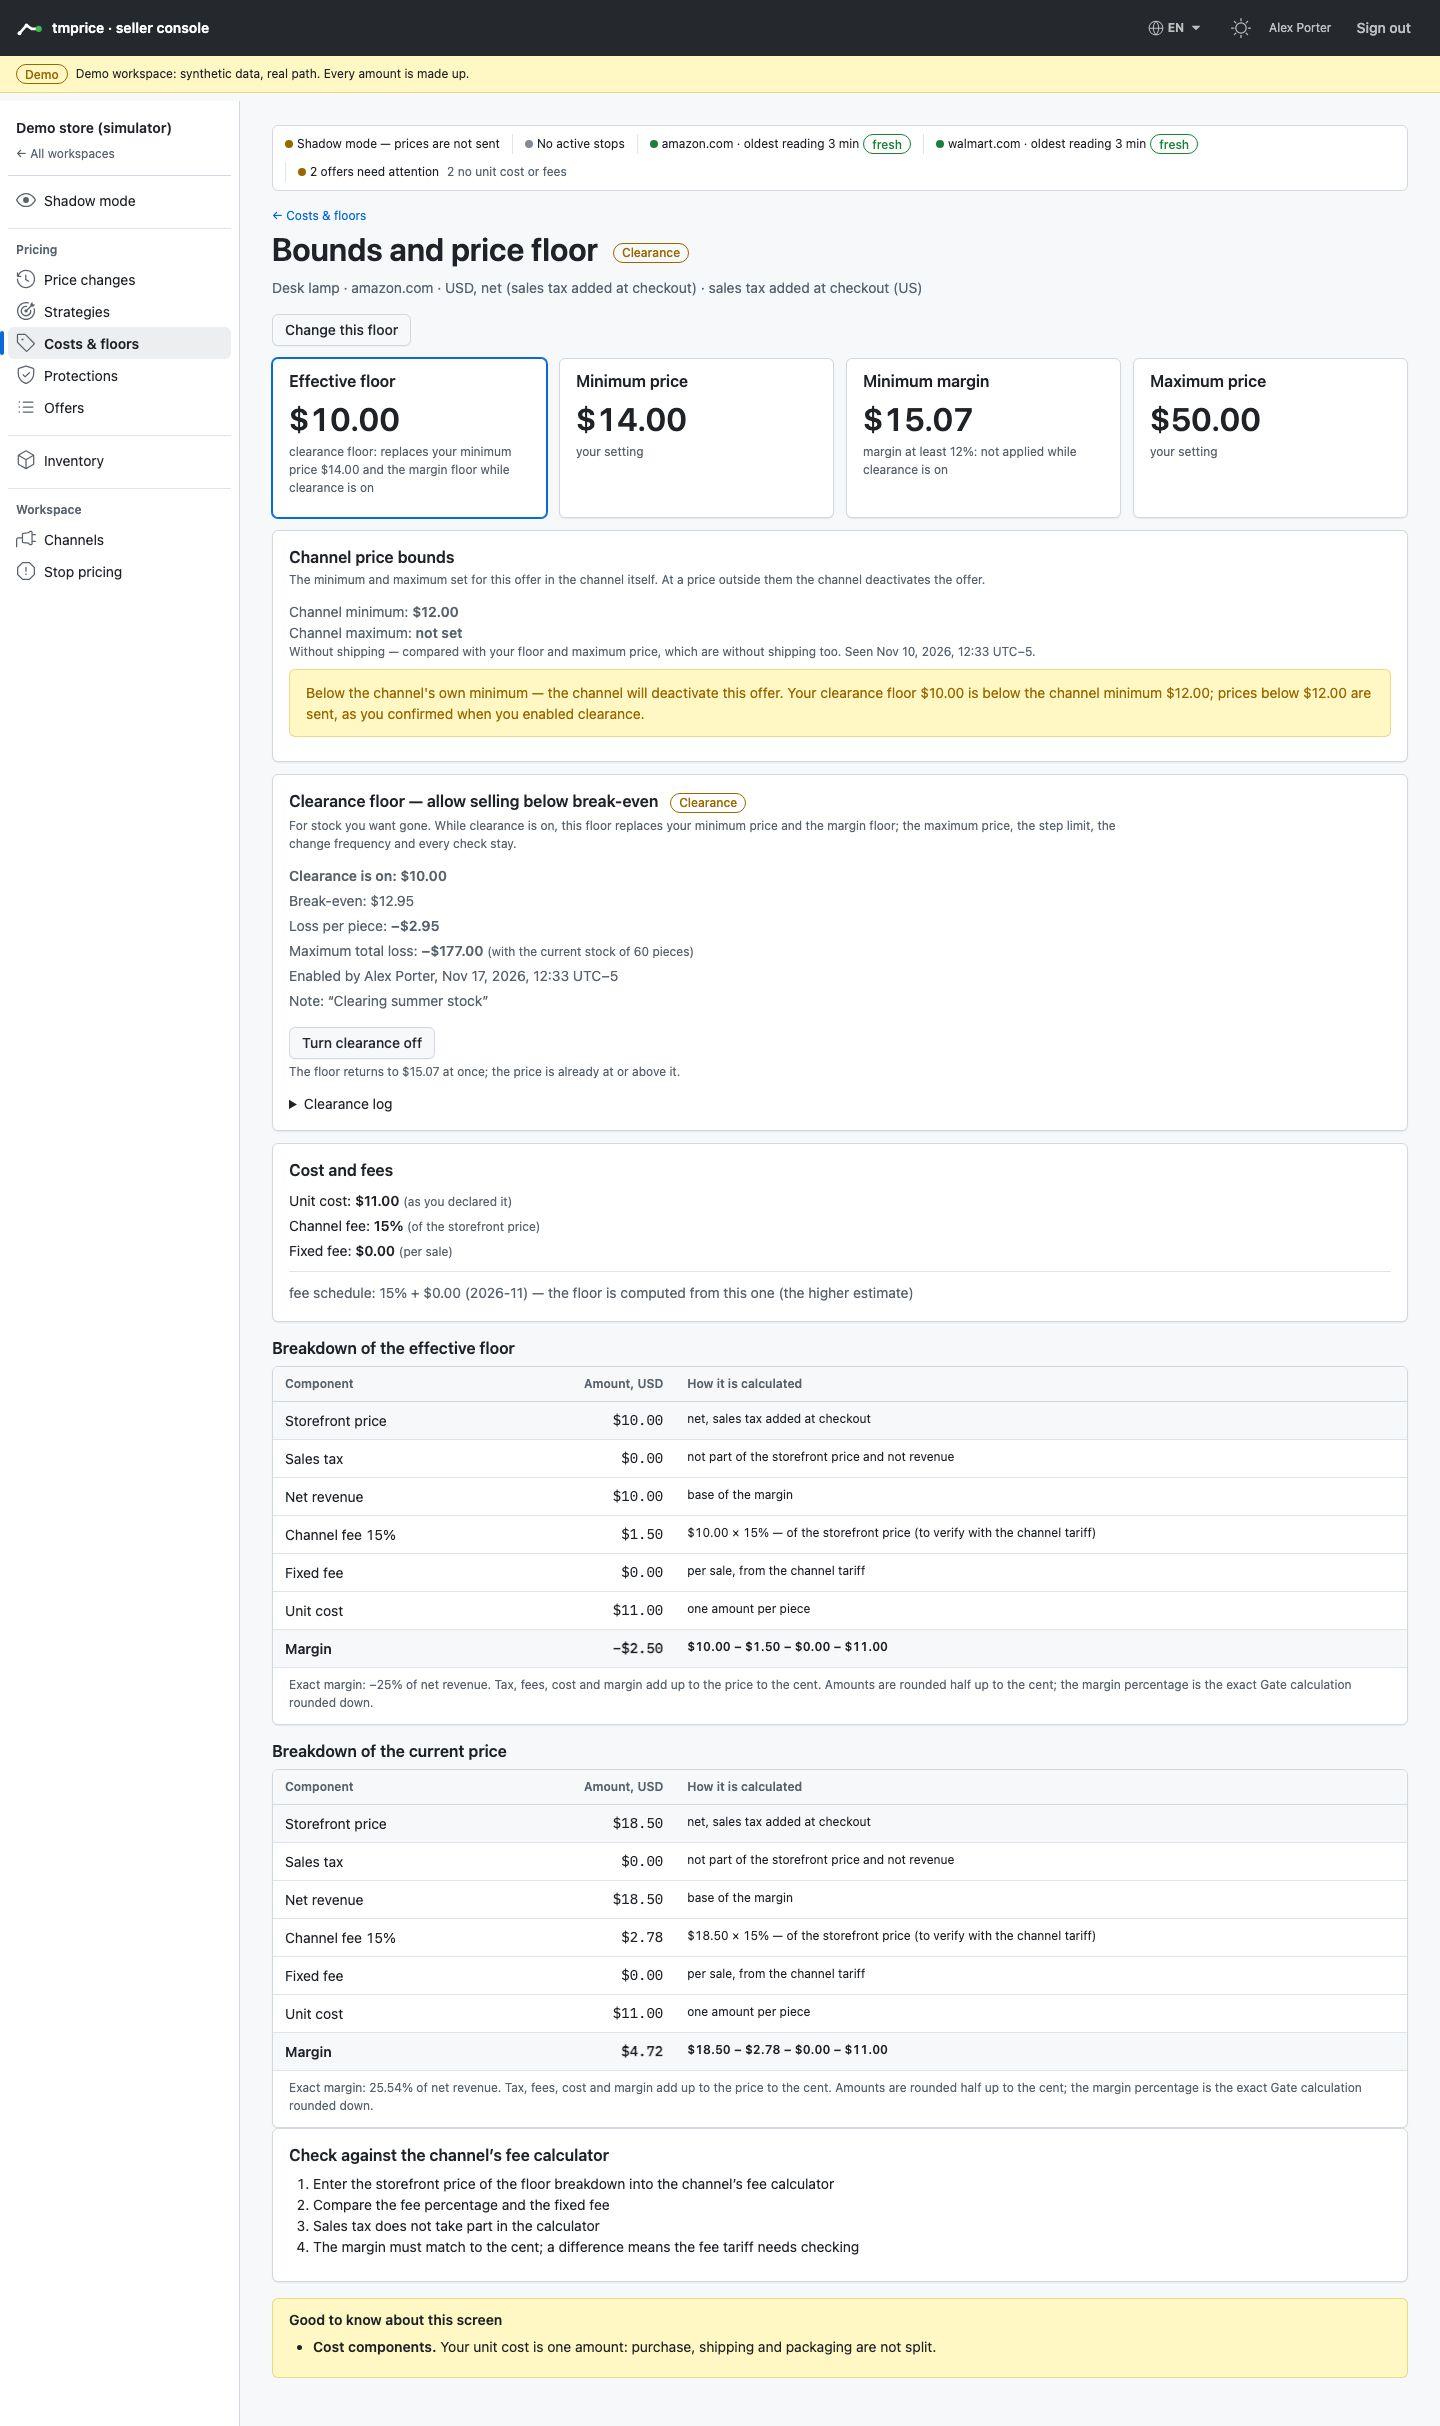 tmprice · seller console
EN
Alex Porter
Sign out
Demo
Demo workspace: synthetic data, real path. Every amount is made up.
Demo store (simulator)
← All workspaces
Shadow mode
Pricing
Price changes
Strategies
Costs & floors
Protections
Offers
Inventory
Workspace
Channels
Stop pricing
Shadow mode — prices are not sent
No active stops
amazon.com · oldest reading 3 min fresh
walmart.com · oldest reading 3 min fresh
2 offers need attention 2 no unit cost or fees
← Costs & floors
Bounds and price floor Clearance
Desk lamp · amazon.com · USD, net (sales tax added at checkout) · sales tax added at checkout (US)
Change this floor
Effective floor
$10.00
clearance floor: replaces your minimum
price $14.00 and the margin floor while
clearance is on
Minimum price
$14.00
your setting
Minimum margin
$15.07
margin at least 12%: not applied while
clearance is on
Maximum price
$50.00
your setting
Channel price bounds
The minimum and maximum set for this offer in the channel itself. At a price outside them the channel deactivates the offer.
Channel minimum: $12.00
Channel maximum: not set
Without shipping — compared with your floor and maximum price, which are without shipping too. Seen Nov 10, 2026, 12:33 UTC−5.
Below the channel's own minimum — the channel will deactivate this offer. Your clearance floor $10.00 is below the channel minimum $12.00; prices below $12.00 are
sent, as you confirmed when you enabled clearance.
Clearance floor — allow selling below break-even Clearance
For stock you want gone. While clearance is on, this floor replaces your minimum price and the margin floor; the maximum price, the step limit, the
change frequency and every check stay.
Clearance is on: $10.00
Break-even: $12.95
Loss per piece: −$2.95
Maximum total loss: −$177.00 (with the current stock of 60 pieces)
Enabled by Alex Porter, Nov 17, 2026, 12:33 UTC−5
Note: “Clearing summer stock”
Turn clearance off
The floor returns to $15.07 at once; the price is already at or above it.
Clearance log
Cost and fees
Unit cost: $11.00 (as you declared it)
Channel fee: 15% (of the storefront price)
Fixed fee: $0.00 (per sale)
fee schedule: 15% + $0.00 (2026-11) — the floor is computed from this one (the higher estimate)
Breakdown of the effective floor
Component Amount, USD How it is calculated
Storefront price $10.00 net, sales tax added at checkout
Sales tax $0.00 not part of the storefront price and not revenue
Net revenue $10.00 base of the margin
Channel fee 15% $1.50 $10.00 × 15% — of the storefront price (to verify with the channel tariff)
Fixed fee $0.00 per sale, from the channel tariff
Unit cost $11.00 one amount per piece
Margin −$2.50 $10.00 − $1.50 − $0.00 − $11.00
Exact margin: −25% of net revenue. Tax, fees, cost and margin add up to the price to the cent. Amounts are rounded half up to the cent; the margin percentage is the exact Gate calculation
rounded down.
Breakdown of the current price
Component Amount, USD How it is calculated
Storefront price $18.50 net, sales tax added at checkout
Sales tax $0.00 not part of the storefront price and not revenue
Net revenue $18.50 base of the margin
Channel fee 15% $2.78 $18.50 × 15% — of the storefront price (to verify with the channel tariff)
Fixed fee $0.00 per sale, from the channel tariff
Unit cost $11.00 one amount per piece
Margin $4.72 $18.50 − $2.78 − $0.00 − $11.00
Exact margin: 25.54% of net revenue. Tax, fees, cost and margin add up to the price to the cent. Amounts are rounded half up to the cent; the margin percentage is the exact Gate calculation
rounded down.
Check against the channel’s fee calculator
1. Enter the storefront price of the floor breakdown into the channel’s fee calculator
2. Compare the fee percentage and the fixed fee
3. Sales tax does not take part in the calculator
4. The margin must match to the cent; a difference means the fee tariff needs checking
Good to know about this screen
• Cost components. Your unit cost is one amount: purchase, shipping and packaging are not split.